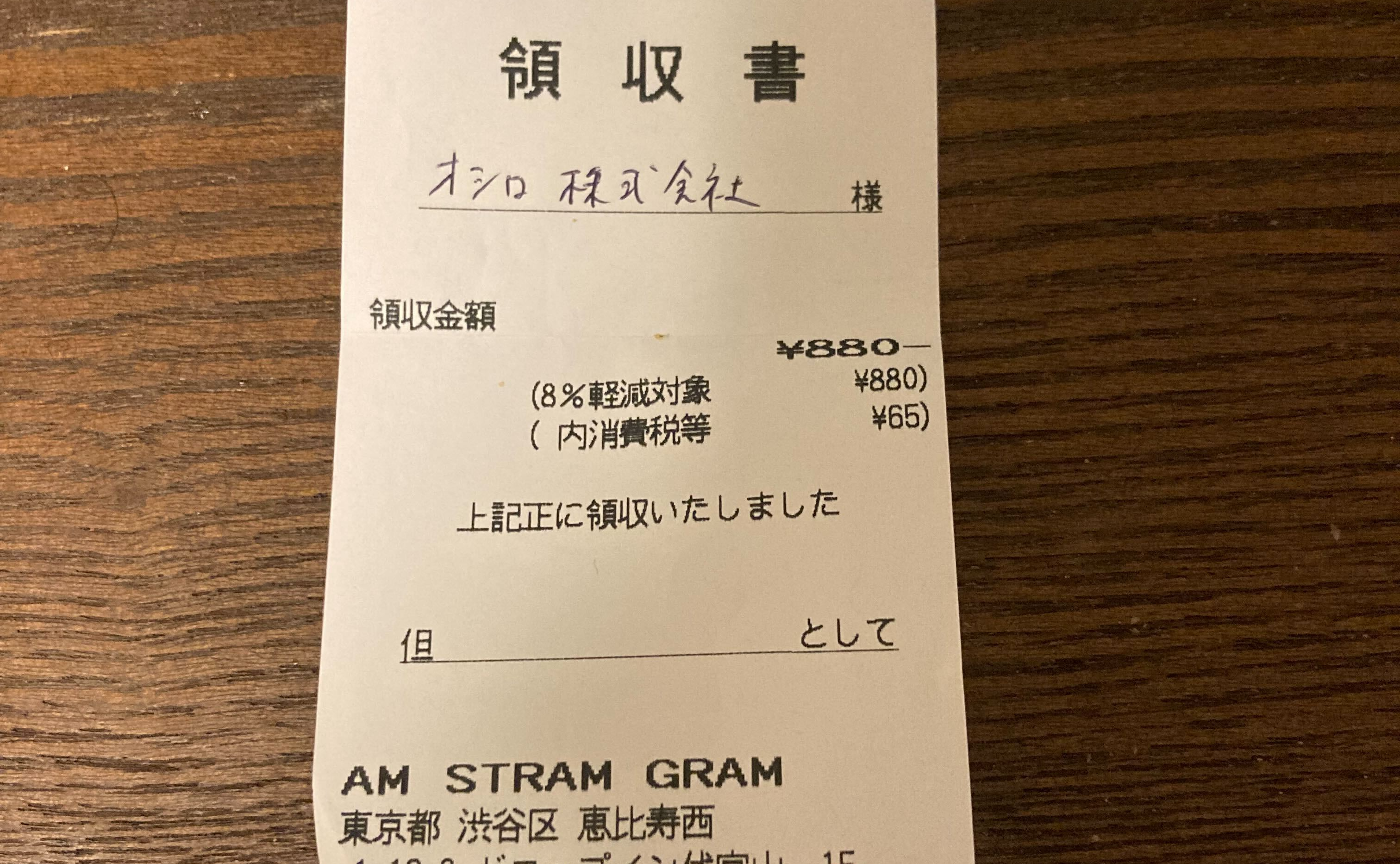 領収書
オシロ 株式会社 様
領収金額
¥880−
(8%軽減対象 ¥880)
( 内消費税等 ¥65)
上記正に領収いたしました
但 として
AM STRAM GRAM
東京都 渋谷区 恵比寿西